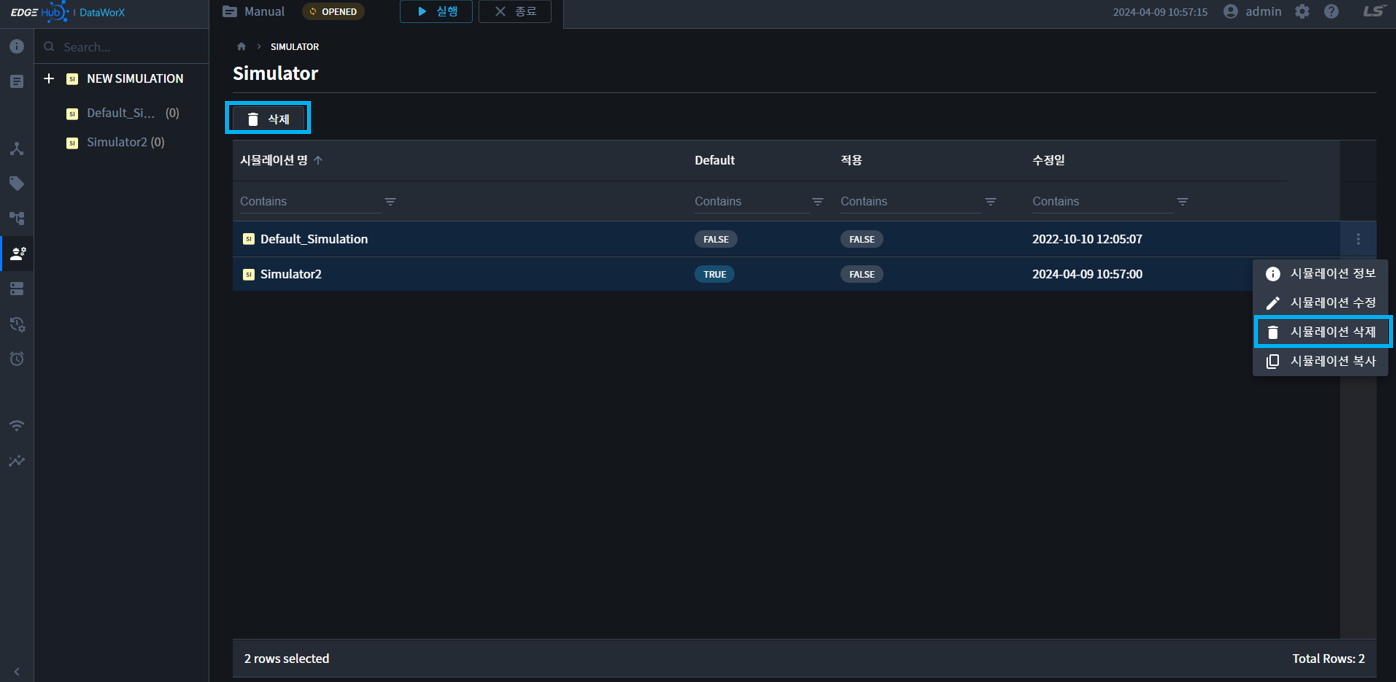 EDGE Hub | DataWorX
Manual OPENED 실행 종료
2024-04-09 10:57:15 admin LS
Search...
NEW SIMULATION
Default_Si... (0)
Simulator2 (0)
SIMULATOR
Simulator
삭제
시뮬레이션 명 Default 적용 수정일
Contains Contains Contains Contains
SI Default_Simulation FALSE FALSE 2022-10-10 12:05:07
SI Simulator2 TRUE FALSE 2024-04-09 10:57:00
시뮬레이션 정보
시뮬레이션 수정
시뮬레이션 삭제
시뮬레이션 복사
2 rows selected Total Rows: 2